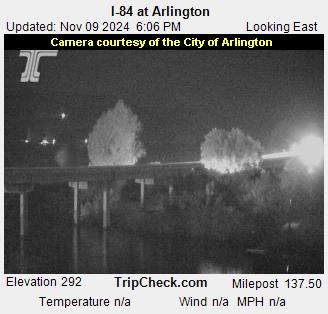 I-84 at Arlington
Updated: Nov 09 2024 6:06 PM Looking East
Camera courtesy of the City of Arlington
Elevation 292 TripCheck.com Milepost 137.50
Temperature n/a Wind n/a MPH n/a